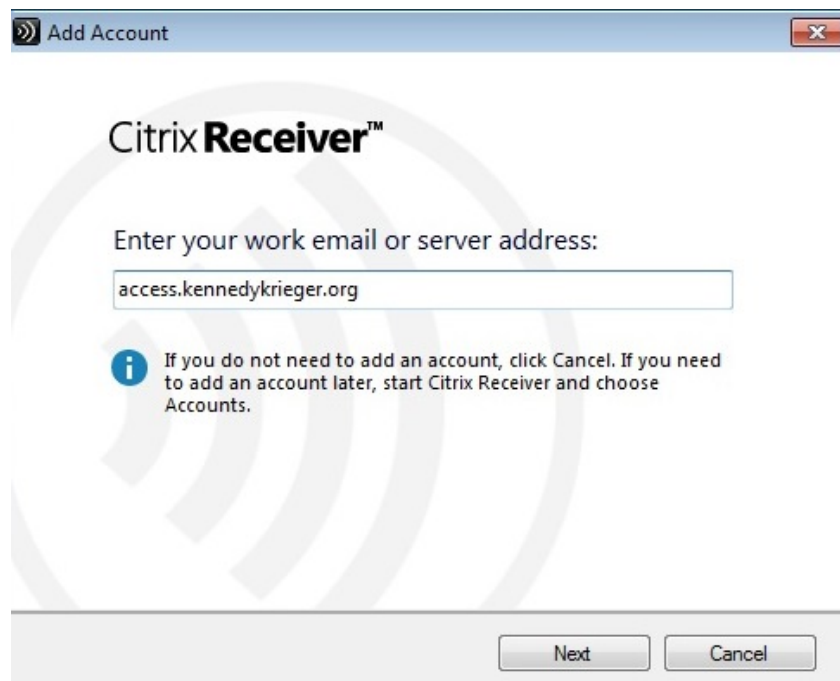 Add Account
Citrix Receiver™
Enter your work email or server address:
access.kennedykrieger.org
If you do not need to add an account, click Cancel. If you need
to add an account later, start Citrix Receiver and choose
Accounts.
Next Cancel